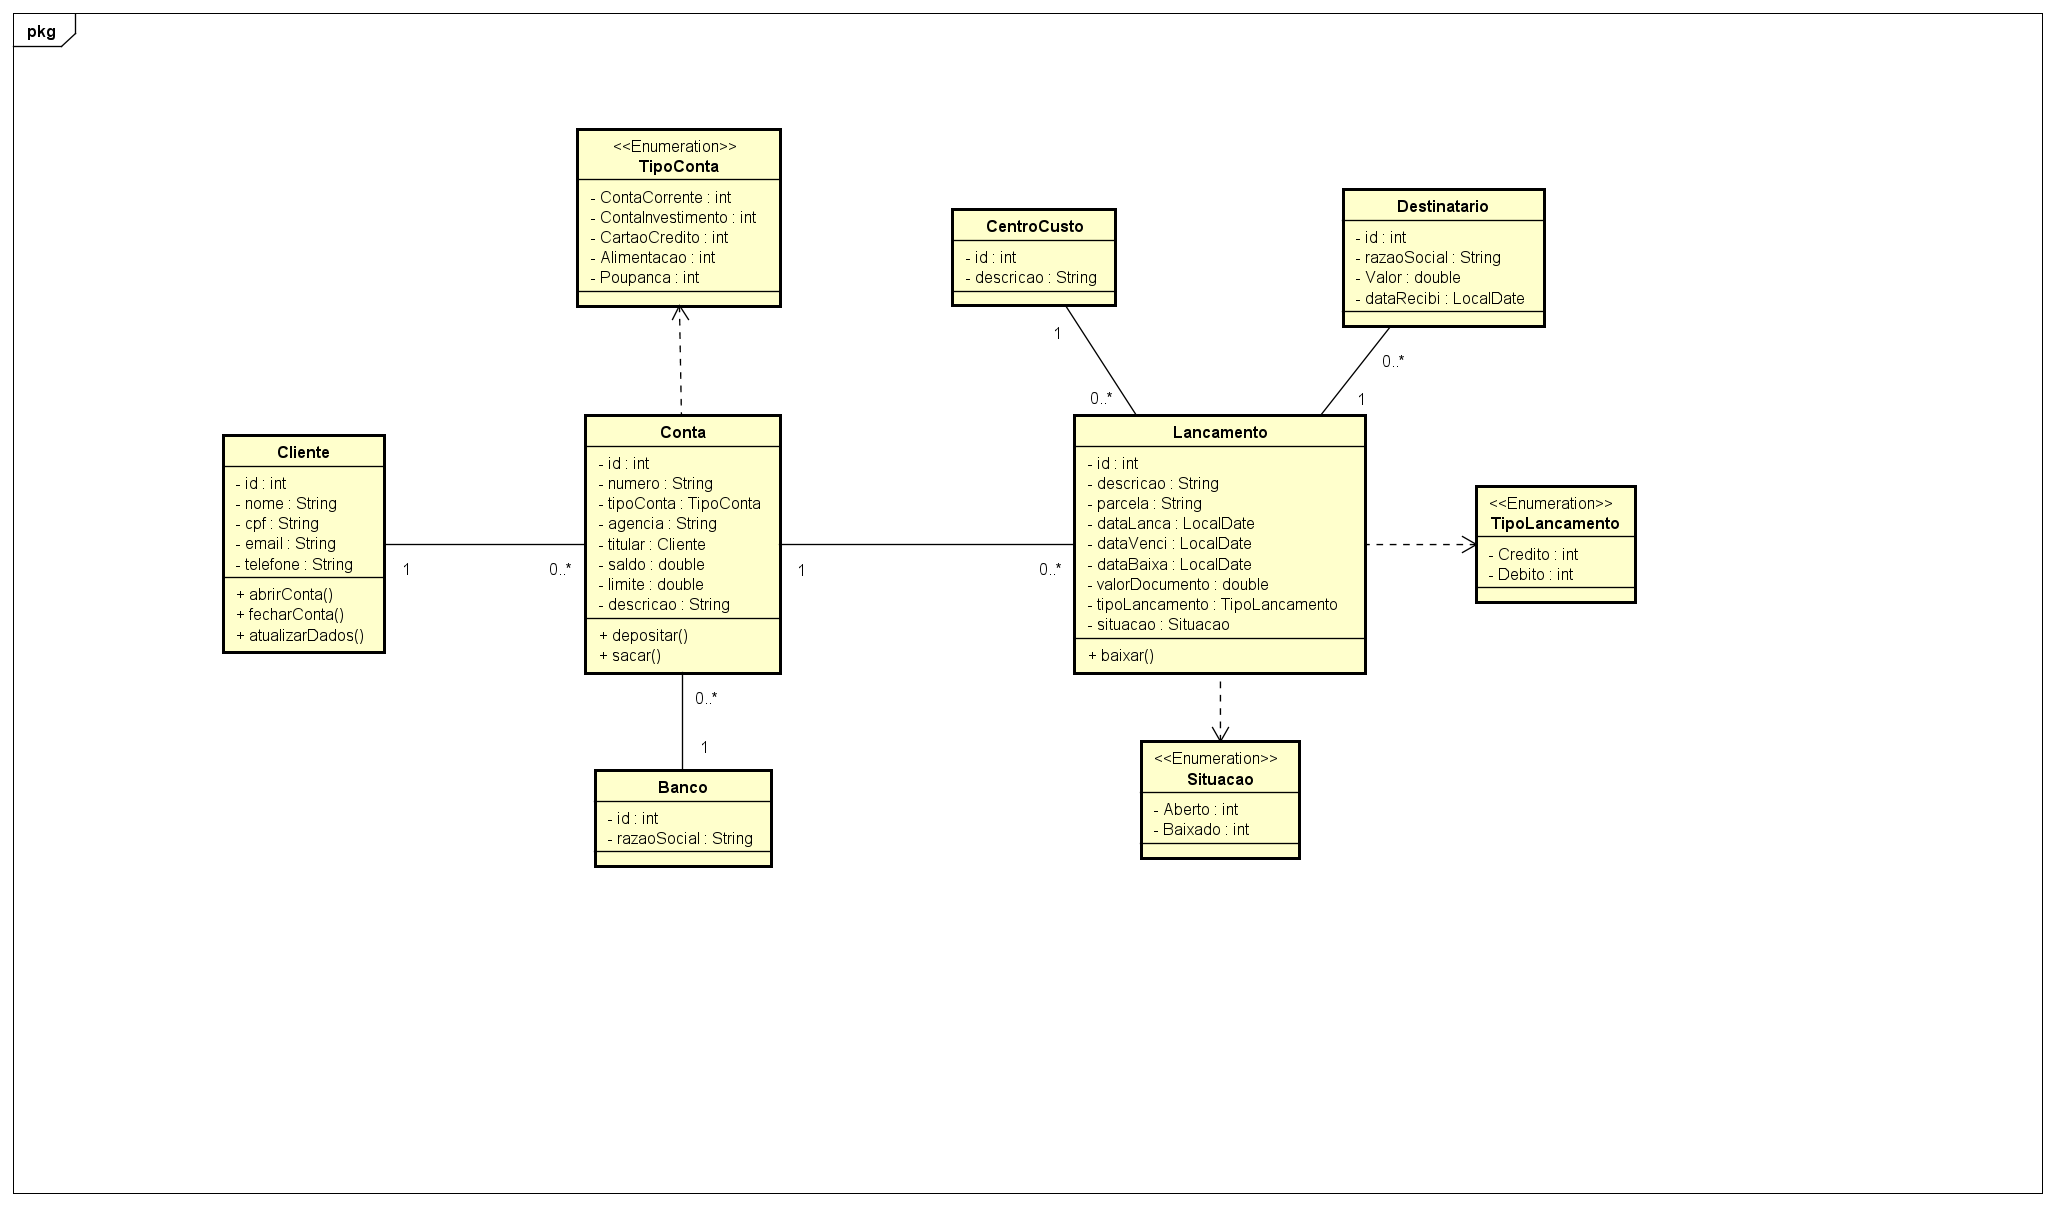 pkg
<<Enumeration>>
TipoConta
- ContaCorrente : int
- ContaInvestimento : int
- CartaoCredito : int
- Alimentacao : int
- Poupanca : int
CentroCusto
- id : int
- descricao : String
1
0..*
Destinatario
- id : int
- razaoSocial : String
- Valor : double
- dataRecibi : LocalDate
0..*
1
Cliente
- id : int
- nome : String
- cpf : String
- email : String
- telefone : String
+ abrirConta()
+ fecharConta()
+ atualizarDados()
1
0..*
Conta
- id : int
- numero : String
- tipoConta : TipoConta
- agencia : String
- titular : Cliente
- saldo : double
- limite : double
- descricao : String
+ depositar()
+ sacar()
1
0..*
Lancamento
- id : int
- descricao : String
- parcela : String
- dataLanca : LocalDate
- dataVenci : LocalDate
- dataBaixa : LocalDate
- valorDocumento : double
- tipoLancamento : TipoLancamento
- situacao : Situacao
+ baixar()
<<Enumeration>>
TipoLancamento
- Credito : int
- Debito : int
0..*
1
Banco
- id : int
- razaoSocial : String
<<Enumeration>>
Situacao
- Aberto : int
- Baixado : int